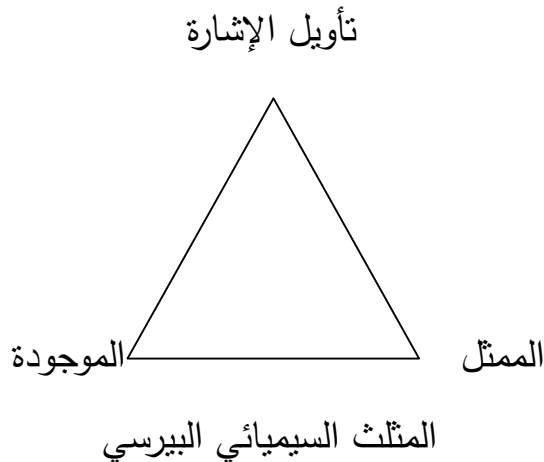 تأويل الإشارة
الممثل الموجودة
المثلث السيميائي البيرسي